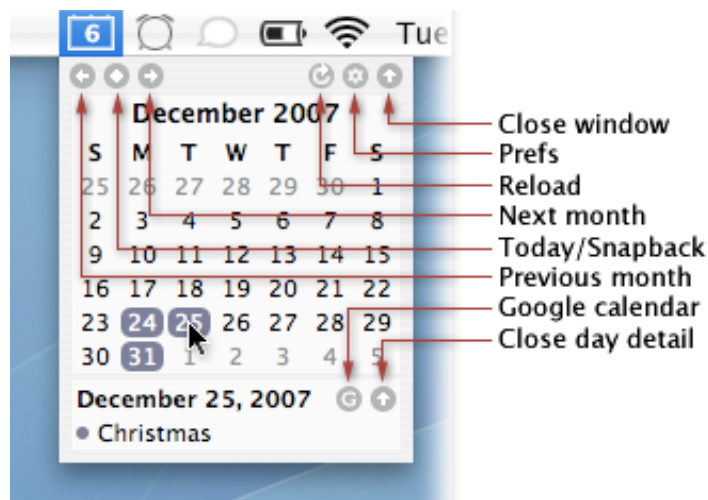 6 Tue
December 2007
Close window
Prefs
Reload
Next month
Today/Snapback
Previous month
Google calendar
Close day detail
S M T W T F S
25 26 27 28 29 30 1
2 3 4 5 6 7 8
9 10 11 12 13 14 15
16 17 18 19 20 21 22
23 24 25 26 27 28 29
30 31 1 2 3 4 5
December 25, 2007 G
Christmas